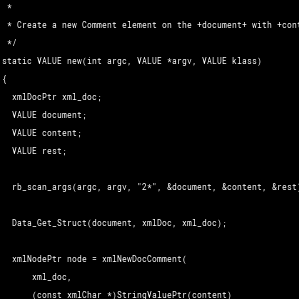 *
* Create a new Comment element on the +document+ with +cont
*/
static VALUE new(int argc, VALUE *argv, VALUE klass)
{
xmlDocPtr xml_doc;
VALUE document;
VALUE content;
VALUE rest;
rb_scan_args(argc, argv, "2*", &document, &content, &rest)
Data_Get_Struct(document, xmlDoc, xml_doc);
xmlNodePtr node = xmlNewDocComment(
xml_doc,
(const xmlChar *)StringValuePtr(content)